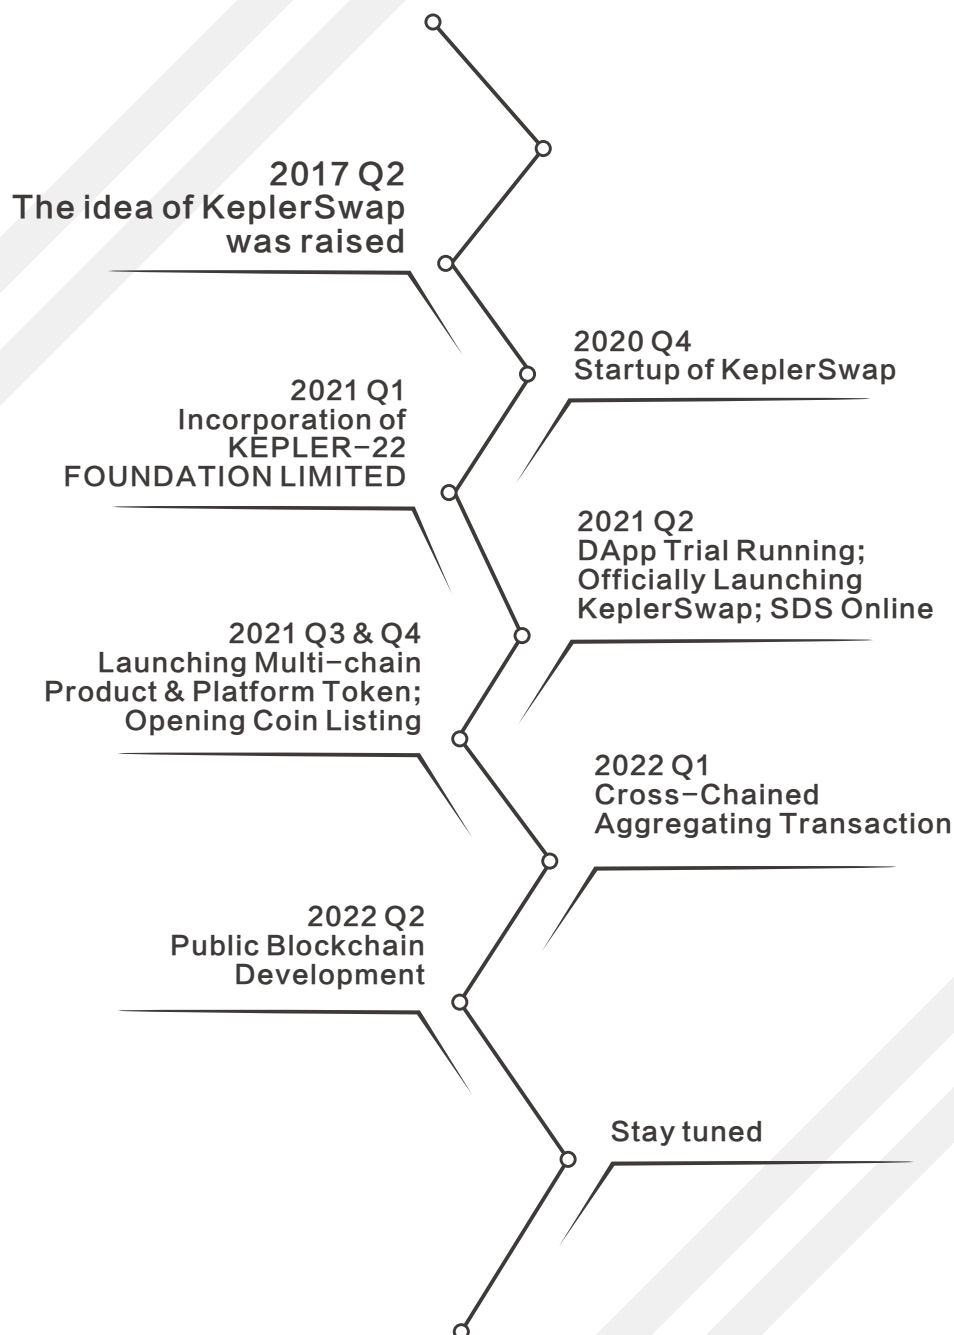 2017 Q2
The idea of KeplerSwap
was raised
2020 Q4
Startup of KeplerSwap
2021 Q1
Incorporation of
KEPLER−22
FOUNDATION LIMITED
2021 Q2
DApp Trial Running;
Officially Launching
KeplerSwap; SDS Online
2021 Q3 & Q4
Launching Multi−chain
Product & Platform Token;
Opening Coin Listing
2022 Q1
Cross−Chained
Aggregating Transaction
2022 Q2
Public Blockchain
Development
Stay tuned